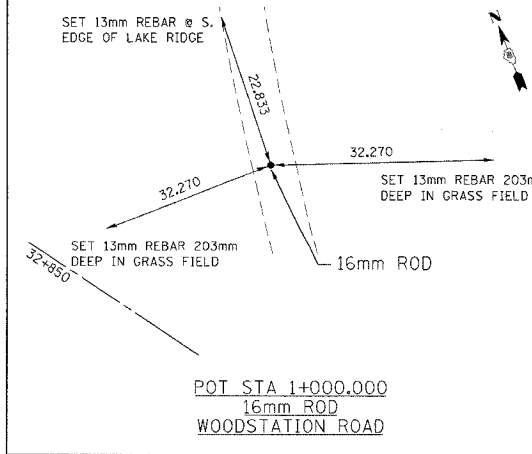 SET 13mm REBAR @ S.
EDGE OF LAKE RIDGE
N
22.833
32.270
32.270
SET 13mm REBAR 203m
DEEP IN GRASS FIELD
SET 13mm REBAR 203mm
DEEP IN GRASS FIELD
16mm ROD
32+850
POT STA 1+000.000
16mm ROD
WOODSTATION ROAD